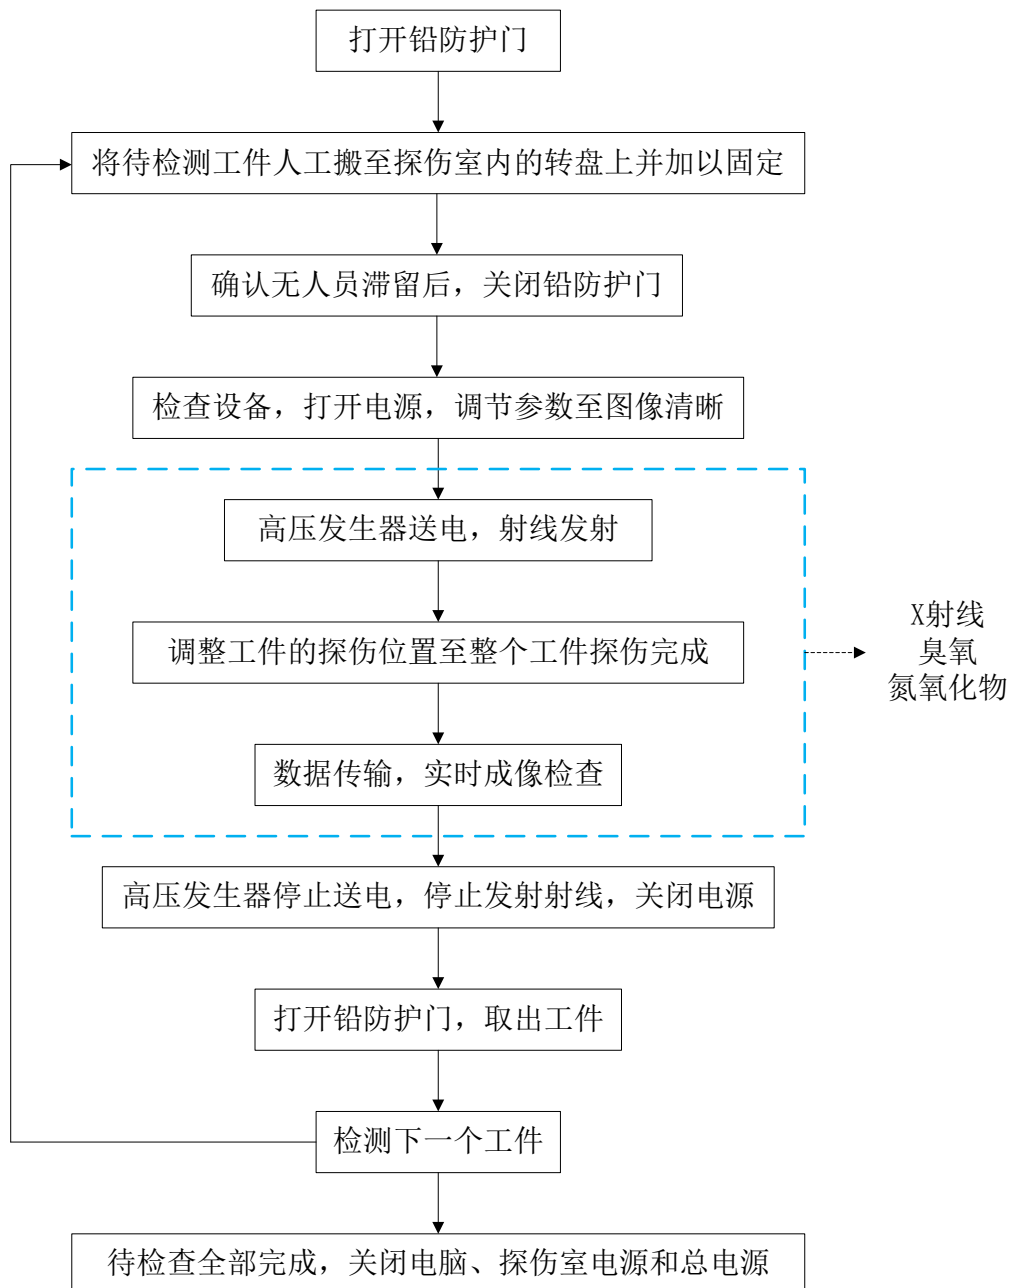 打开铅防护门
将待检测工件人工搬至探伤室内的转盘上并加以固定
确认无人员滞留后，关闭铅防护门
检查设备，打开电源，调节参数至图像清晰
高压发生器送电，射线发射
调整工件的探伤位置至整个工件探伤完成
X射线
臭氧
氮氧化物
数据传输，实时成像检查
高压发生器停止送电，停止发射射线，关闭电源
打开铅防护门，取出工件
检测下一个工件
待检查全部完成，关闭电脑、探伤室电源和总电源